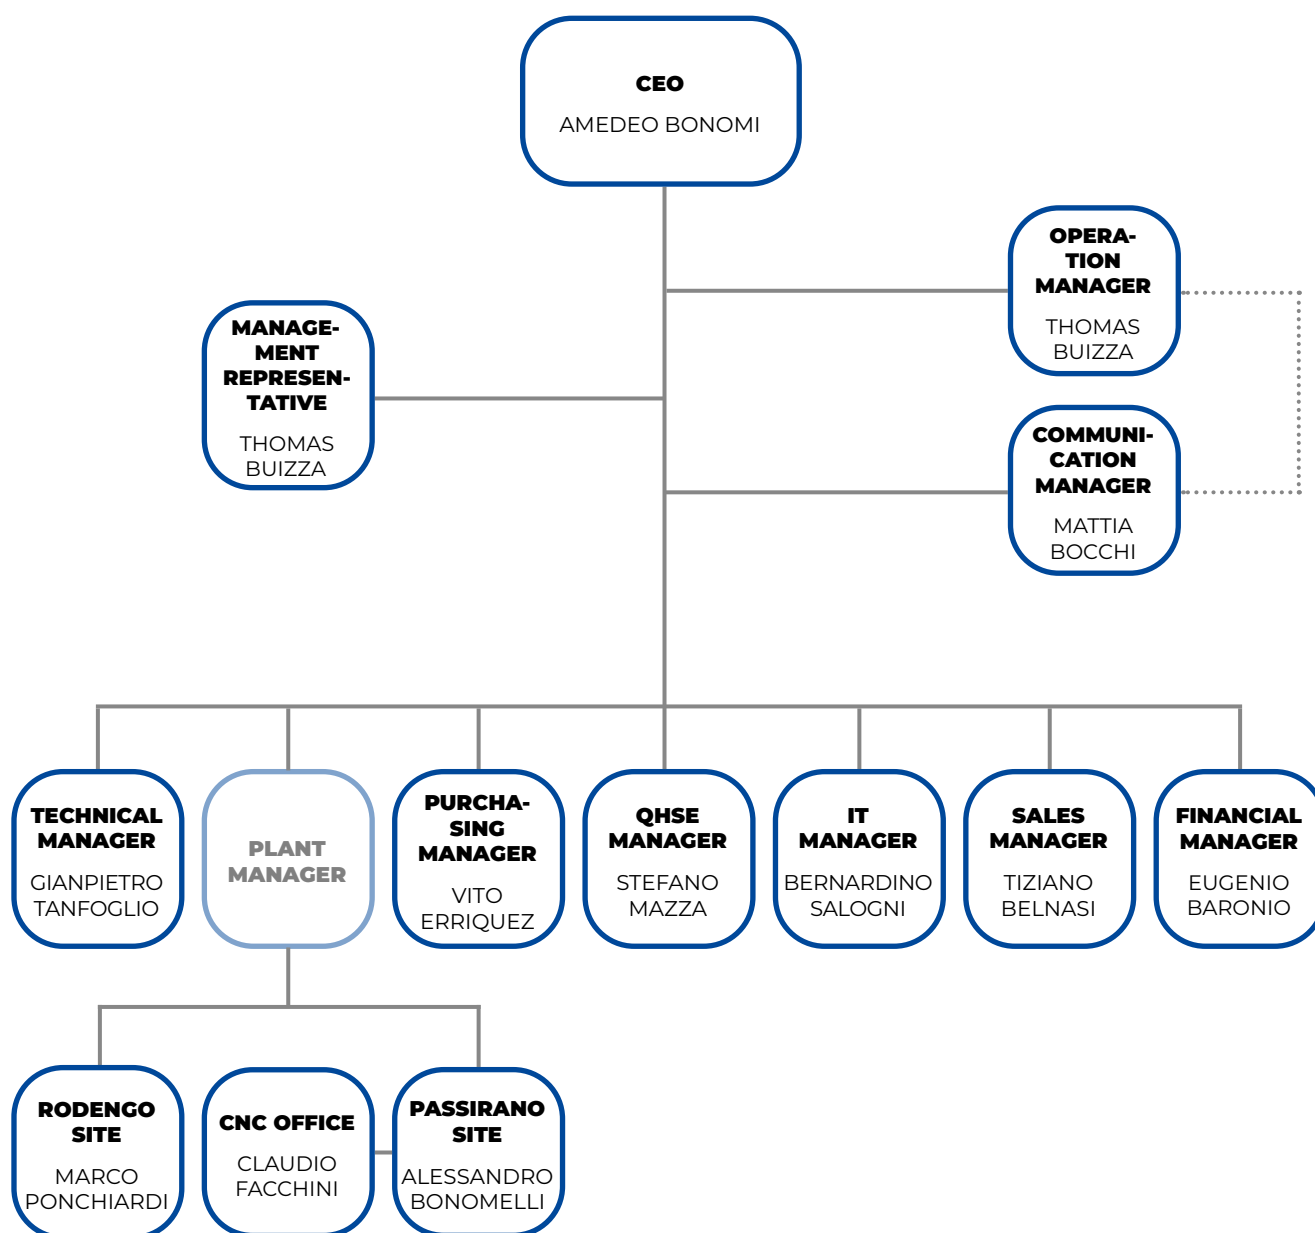 CEO
AMEDEO BONOMI
OPERA-
TION
MANAGER
THOMAS
BUIZZA
MANAGE-
MENT
REPRESEN-
TATIVE
THOMAS
BUIZZA
COMMUNI-
CATION
MANAGER
MATTIA
BOCCHI
TECHNICAL
MANAGER
GIANPIETRO
TANFOGLIO
PLANT
MANAGER
PURCHA-
SING
MANAGER
VITO
ERRIQUEZ
QHSE
MANAGER
STEFANO
MAZZA
IT
MANAGER
BERNARDINO
SALOGNI
SALES
MANAGER
TIZIANO
BELNASI
FINANCIAL
MANAGER
EUGENIO
BARONIO
RODENGO
SITE
MARCO
PONCHIARDI
CNC OFFICE
CLAUDIO
FACCHINI
PASSIRANO
SITE
ALESSANDRO
BONOMELLI